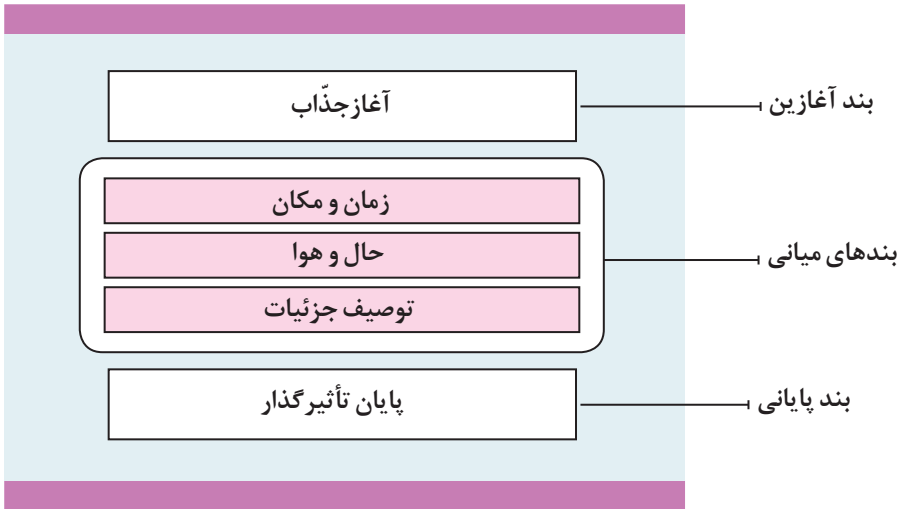 بند آغازین
آغاز جذّاب
بندهای میانی
زمان و مکان
حال و هوا
توصیف جزئیات
بند پایانی
پایان تأثیرگذار